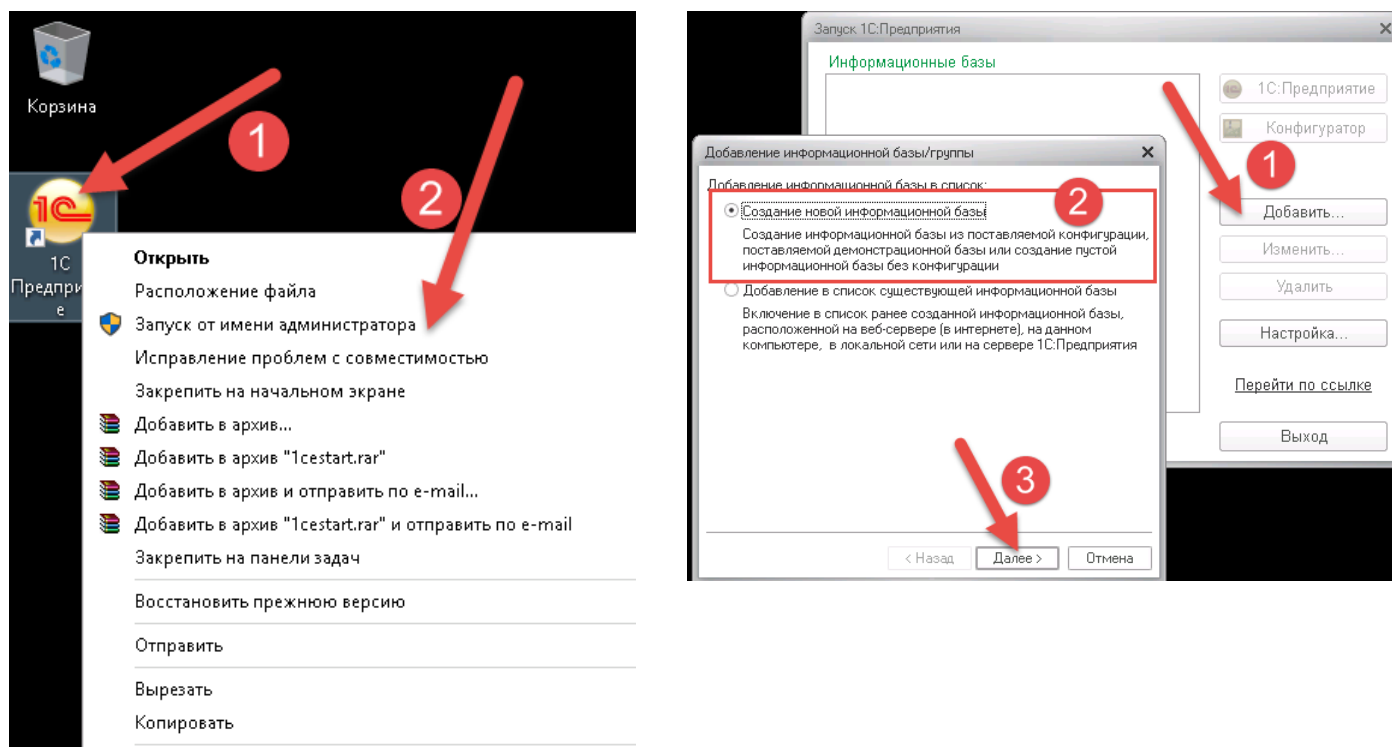 Корзина
1
2
1С
1С
Предпри
е
Открыть
Расположение файла
Запуск от имени администратора
Исправление проблем с совместимостью
Закрепить на начальном экране
Добавить в архив...
Добавить в архив "1cestart.rar"
Добавить в архив и отправить по e-mail...
Добавить в архив "1cestart.rar" и отправить по e-mail
Закрепить на панели задач
Восстановить прежнюю версию
Отправить
Вырезать
Копировать
Запуск 1С:Предприятия
Информационные базы
1С:Предприятие
Конфигуратор
1
Добавить...
Изменить...
Удалить
Настройка...
Перейти по ссылке
Выход
Добавление информационной базы/группы
Добавление информационной базы в список:
2
Создание новой информационной базы
Создание информационной базы из поставляемой конфигурации,
поставляемой демонстрационной базы или создание пустой
информационной базы без конфигурации
Добавление в список существующей информационной базы
Включение в список ранее созданной информационной базы,
расположенной на веб-сервере (в интернете), на данном
компьютере, в локальной сети или на сервере 1С:Предприятия
3
< Назад
Далее >
Отмена